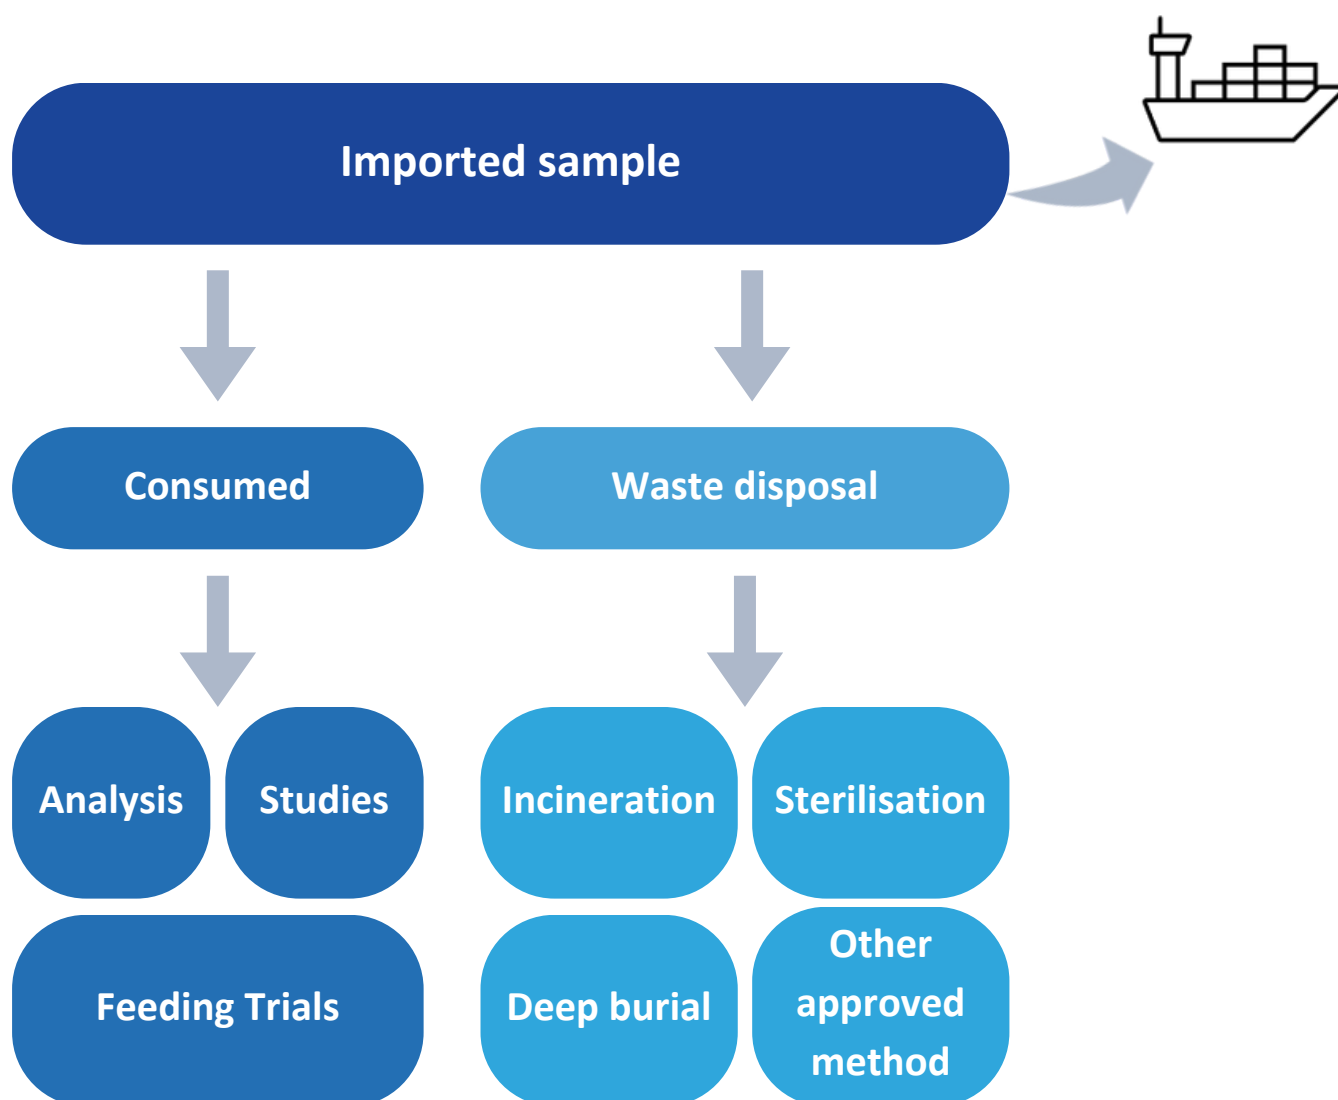 Imported sample
Consumed
Waste disposal
Analysis
Studies
Incineration
Sterilisation
Feeding Trials
Deep burial
Other
approved
method